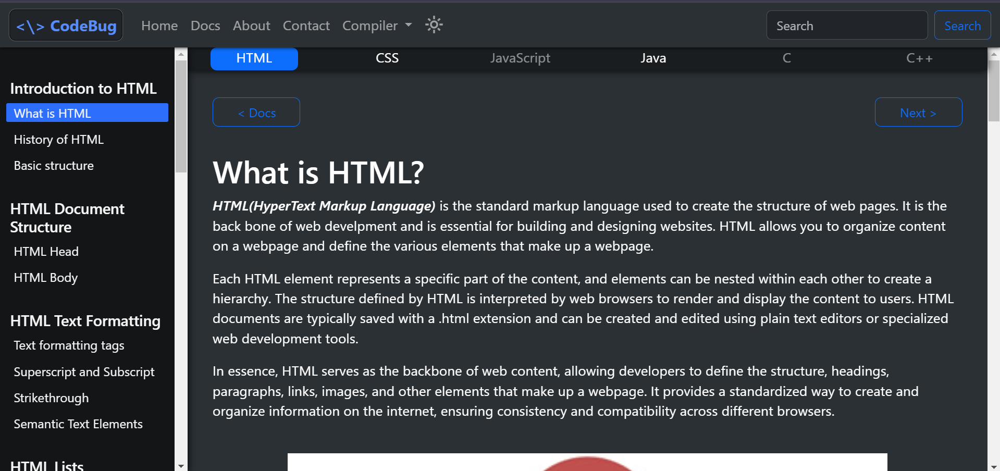 <\> CodeBug Home Docs About Contact Compiler Search Search
HTML CSS JavaScript Java C C++
Introduction to HTML
What is HTML
History of HTML
Basic structure
HTML Document
Structure
HTML Head
HTML Body
HTML Text Formatting
Text formatting tags
Superscript and Subscript
Strikethrough
Semantic Text Elements
HTML Lists
< Docs Next >
What is HTML?
HTML(HyperText Markup Language) is the standard markup language used to create the structure of web pages. It is the
back bone of web develpment and is essential for building and designing websites. HTML allows you to organize content
on a webpage and define the various elements that make up a webpage.
Each HTML element represents a specific part of the content, and elements can be nested within each other to create a
hierarchy. The structure defined by HTML is interpreted by web browsers to render and display the content to users. HTML
documents are typically saved with a .html extension and can be created and edited using plain text editors or specialized
web development tools.
In essence, HTML serves as the backbone of web content, allowing developers to define the structure, headings,
paragraphs, links, images, and other elements that make up a webpage. It provides a standardized way to create and
organize information on the internet, ensuring consistency and compatibility across different browsers.